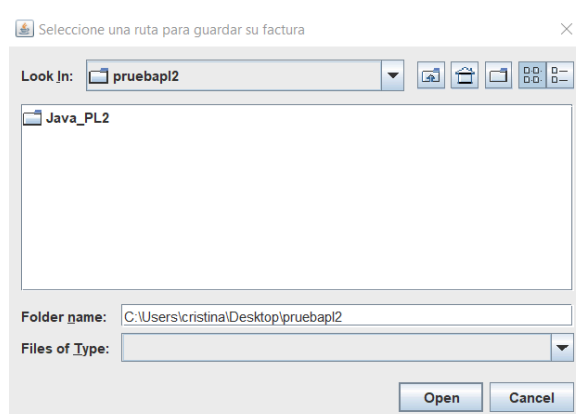 Seleccione una ruta para guardar su factura
Look In: pruebapl2
Java_PL2
Folder name: C:\Users\cristina\Desktop\pruebapl2
Files of Type:
Open Cancel